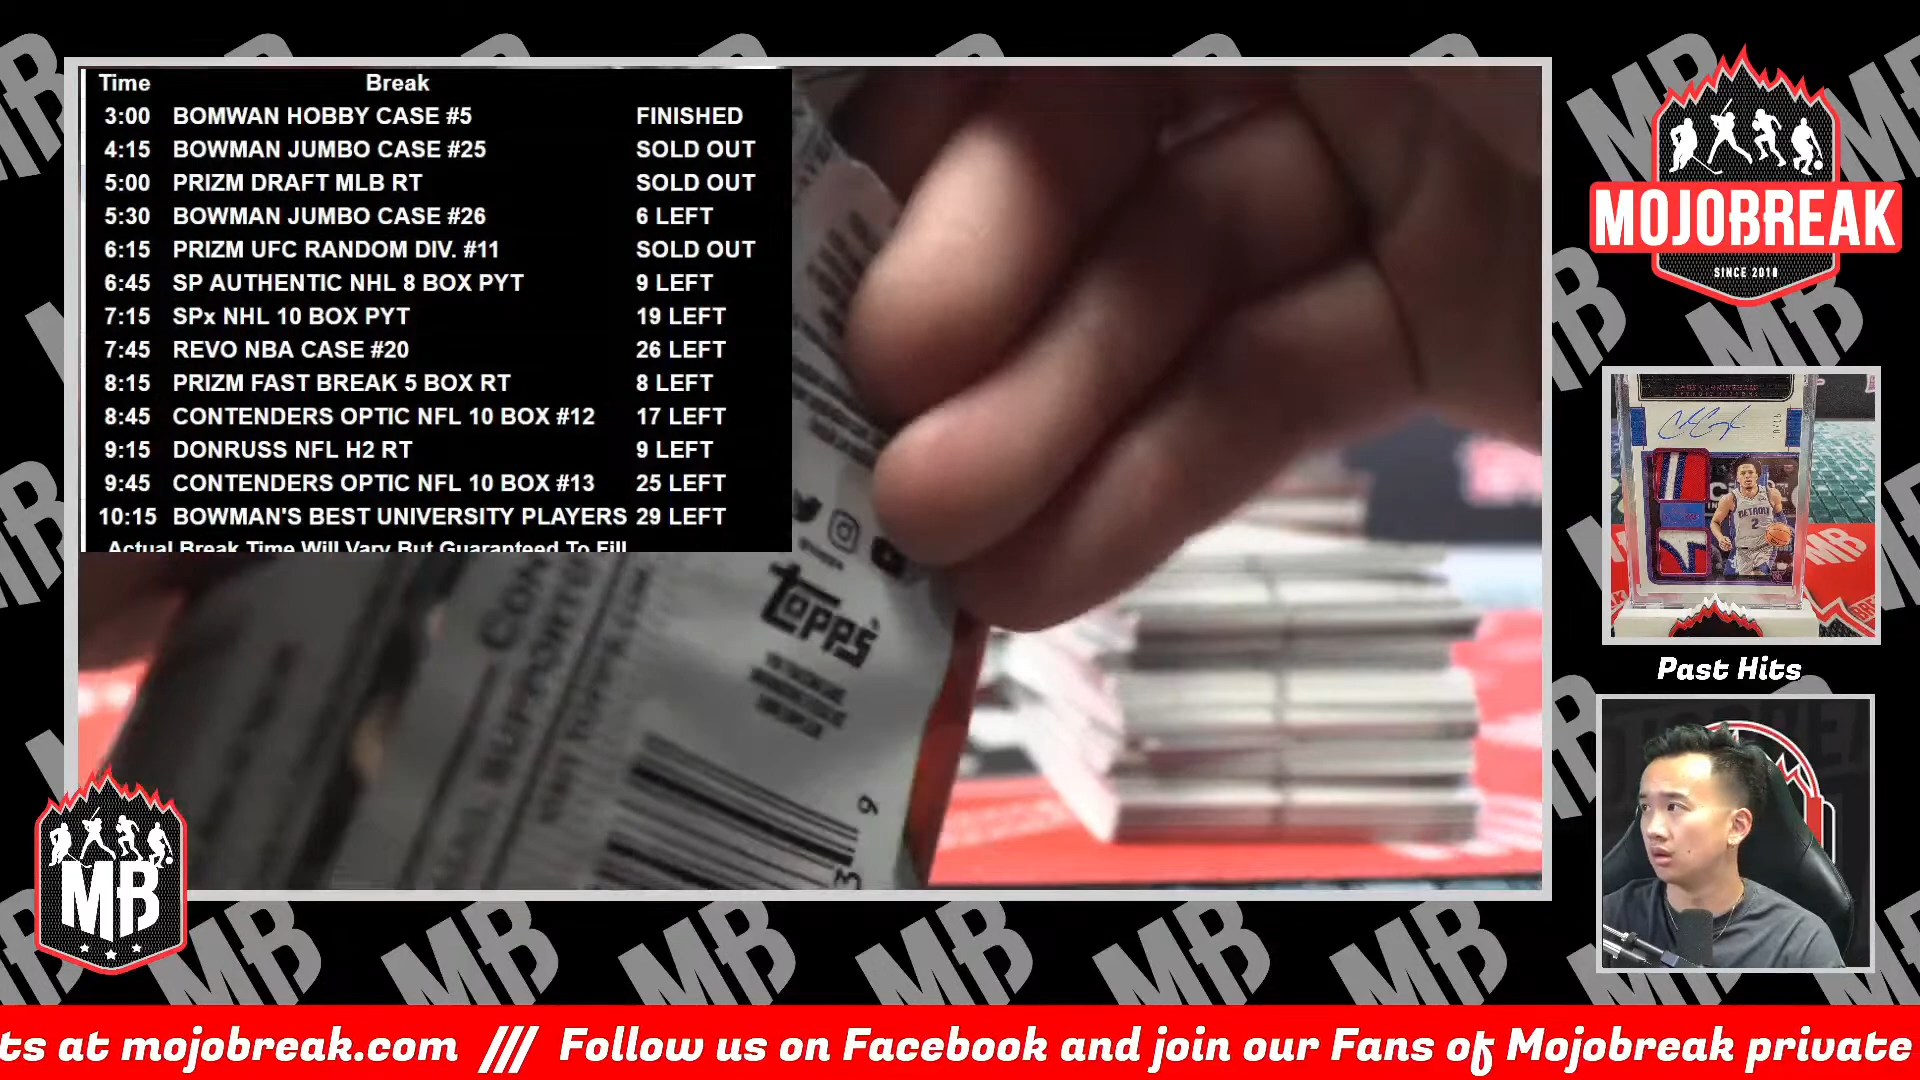 Time Break
3:00 BOMWAN HOBBY CASE #5 FINISHED
4:15 BOWMAN JUMBO CASE #25 SOLD OUT
5:00 PRIZM DRAFT MLB RT SOLD OUT
5:30 BOWMAN JUMBO CASE #26 6 LEFT
6:15 PRIZM UFC RANDOM DIV. #11 SOLD OUT
6:45 SP AUTHENTIC NHL 8 BOX PYT 9 LEFT
7:15 SPx NHL 10 BOX PYT 19 LEFT
7:45 REVO NBA CASE #20 26 LEFT
8:15 PRIZM FAST BREAK 5 BOX RT 8 LEFT
8:45 CONTENDERS OPTIC NFL 10 BOX #12 17 LEFT
9:15 DONRUSS NFL H2 RT 9 LEFT
9:45 CONTENDERS OPTIC NFL 10 BOX #13 25 LEFT
10:15 BOWMAN'S BEST UNIVERSITY PLAYERS 29 LEFT
Actual Break Time Will Vary But Guaranteed To Fill
TOPPS
9
3
MOJOBREAK
SINCE 2010
DETROIT
2
Past Hits
MB
ts at mojobreak.com /// Follow us on Facebook and join our Fans of Mojobreak private